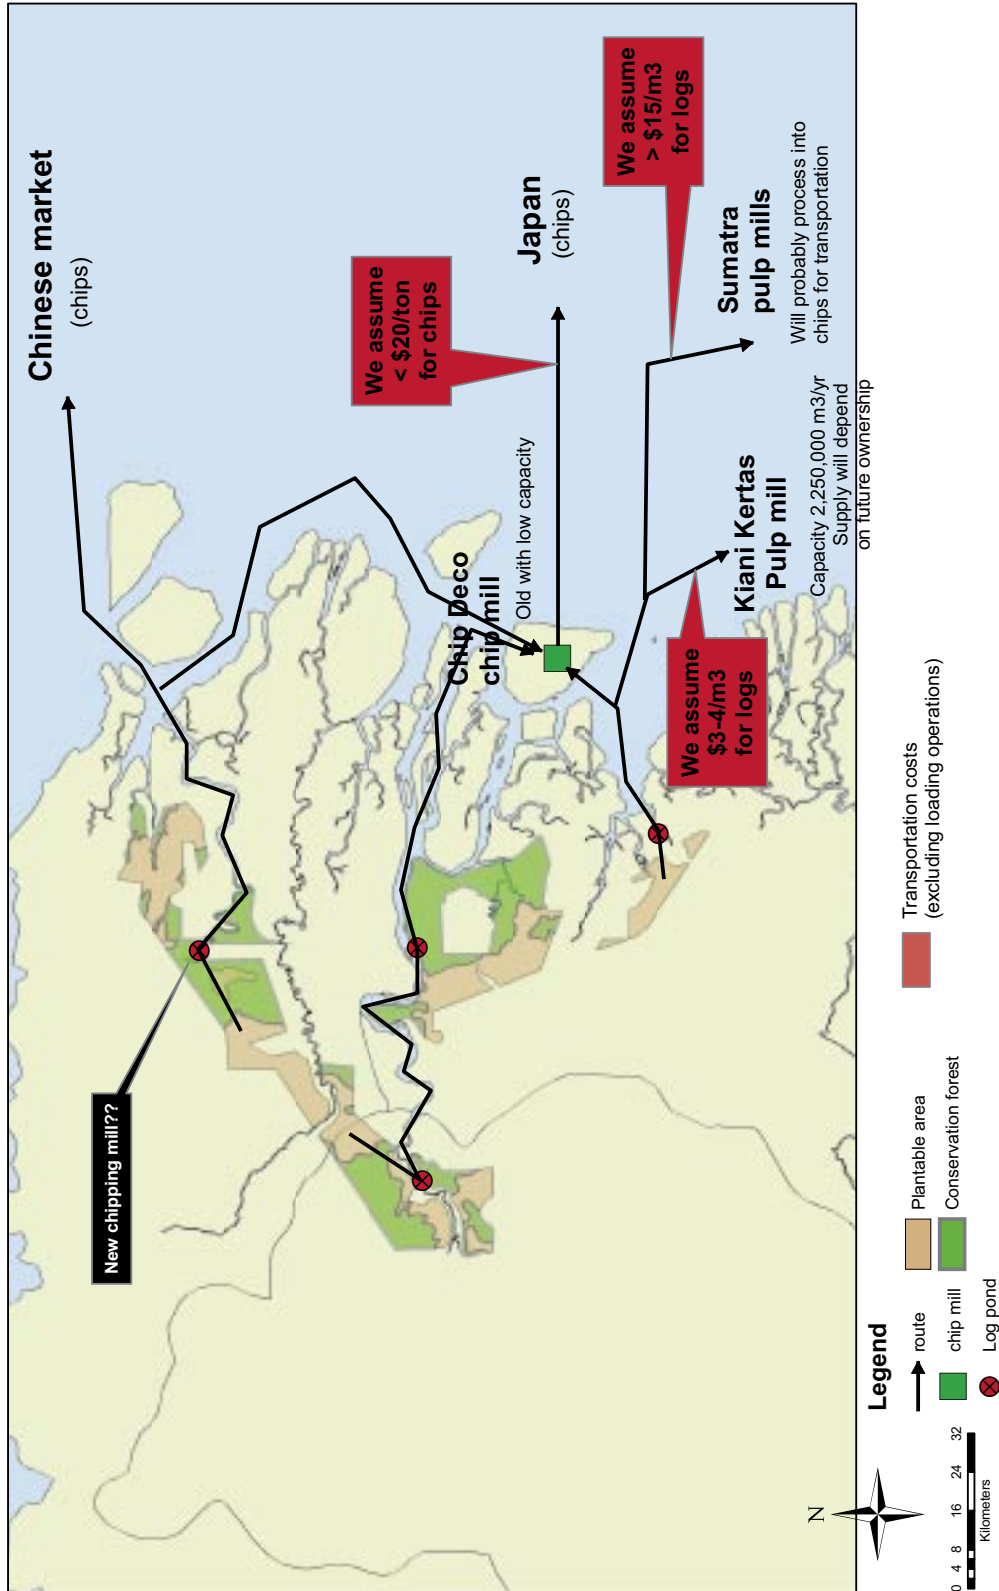 Chinese market
(chips)
We assume
< $20/ton
for chips
Japan
(chips)
We assume
> $15/m3
for logs
Sumatra
pulp mills
Will probably process into
chips for transportation
Old with low capacity
Chip Deco
chip mill
Kiani Kertas
Pulp mill
Capacity 2,250,000 m3/yr
Supply will depend
on future ownership
We assume
$3-4/m3
for logs
New chipping mill??
N
0 4 8 16 24 32
Kilometers
Legend
route
chip mill
Log pond
Plantable area
Conservation forest
Transportation costs
(excluding loading operations)